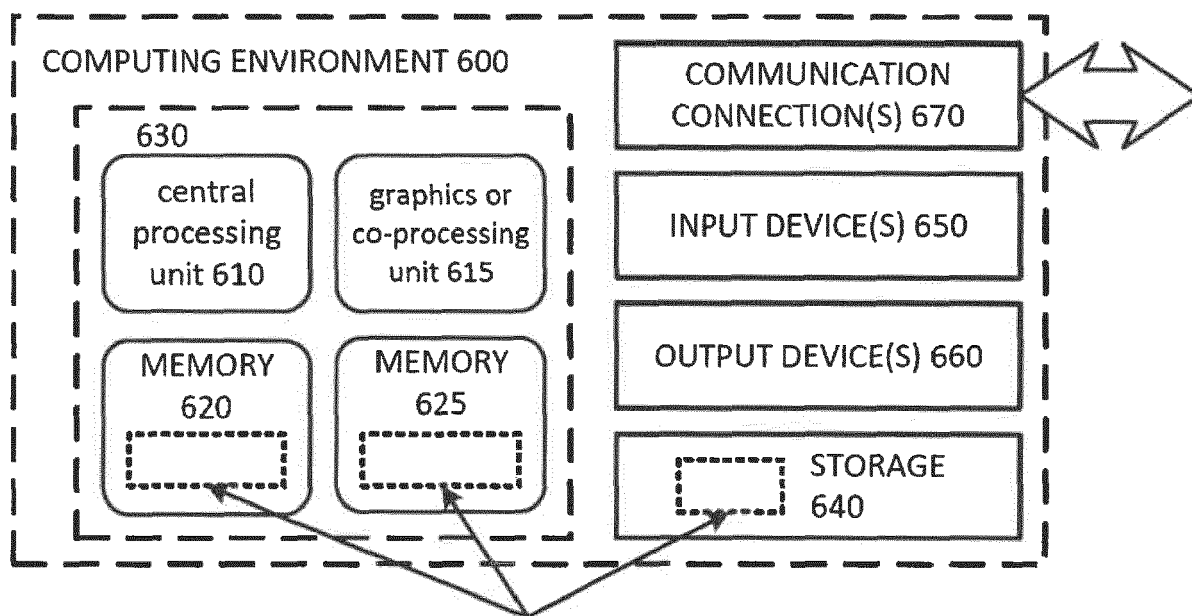 COMPUTING ENVIRONMENT 600
630
central
processing
unit 610
graphics or
co-processing
unit 615
MEMORY
620
MEMORY
625
COMMUNICATION
CONNECTION(S) 670
INPUT DEVICE(S) 650
OUTPUT DEVICE(S) 660
STORAGE
640